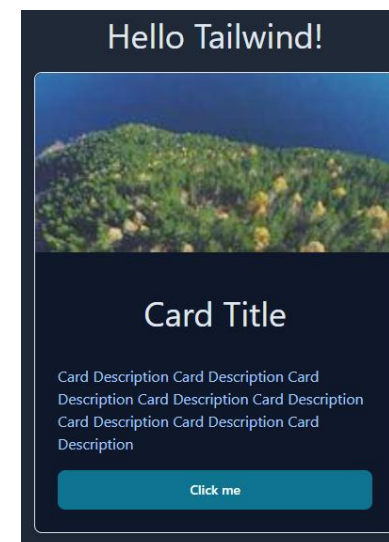 Hello Tailwind!
Card Title
Card Description Card Description Card
Description Card Description Card Description
Card Description Card Description Card
Description
Click me